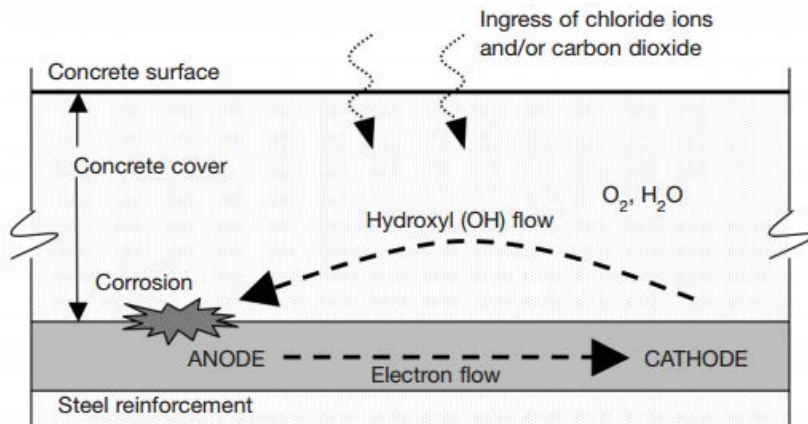 Ingress of chloride ions
and/or carbon dioxide
Concrete surface
Concrete cover
O₂, H₂O
Hydroxyl (OH) flow
Corrosion
ANODE
CATHODE
Electron flow
Steel reinforcement